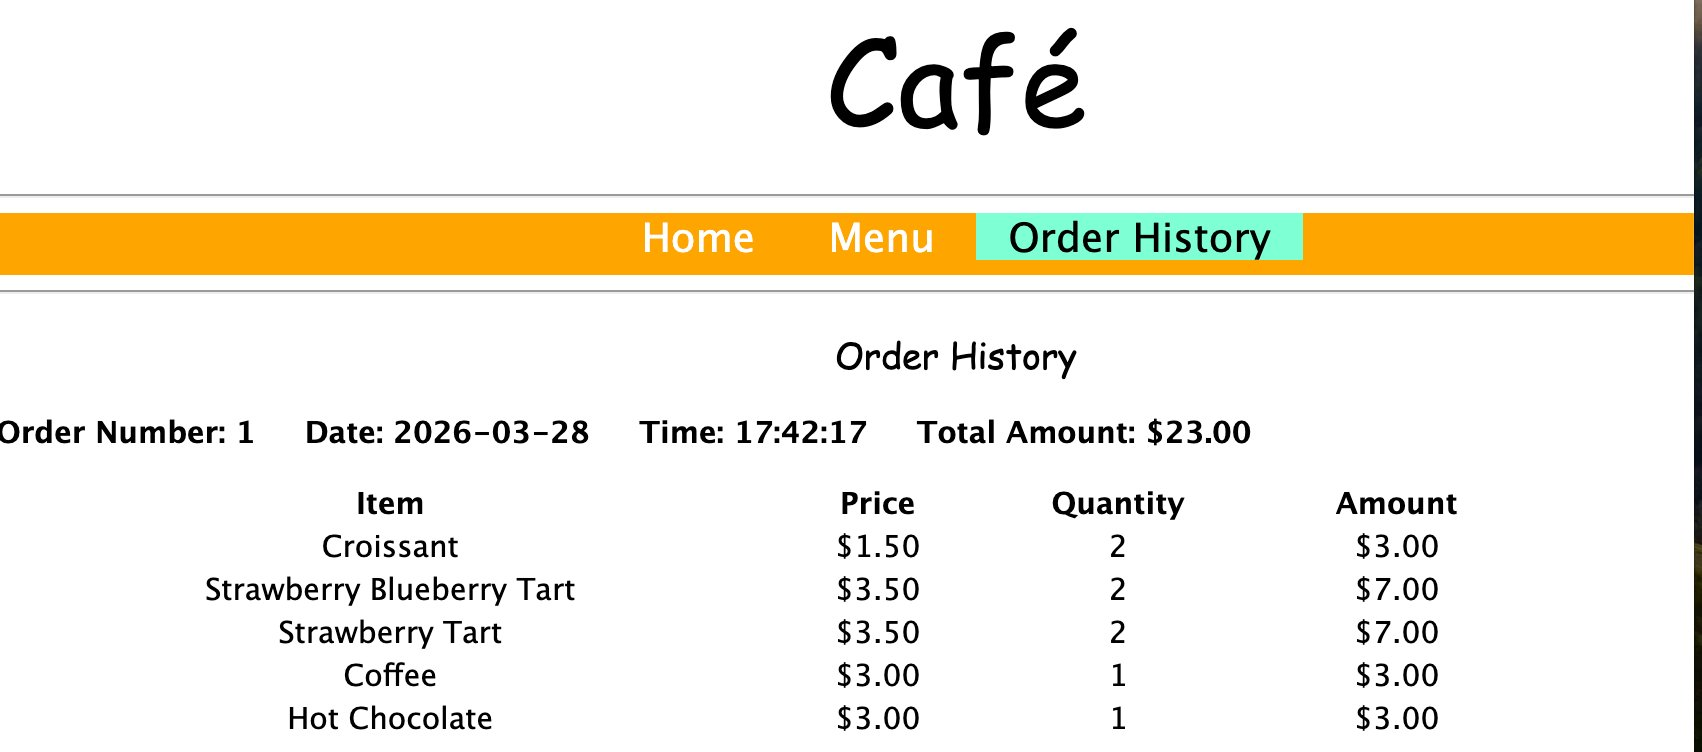 Café
Home Menu Order History
Order History
Order Number: 1 Date: 2026-03-28 Time: 17:42:17 Total Amount: $23.00
Item Price Quantity Amount
Croissant $1.50 2 $3.00
Strawberry Blueberry Tart $3.50 2 $7.00
Strawberry Tart $3.50 2 $7.00
Coffee $3.00 1 $3.00
Hot Chocolate $3.00 1 $3.00